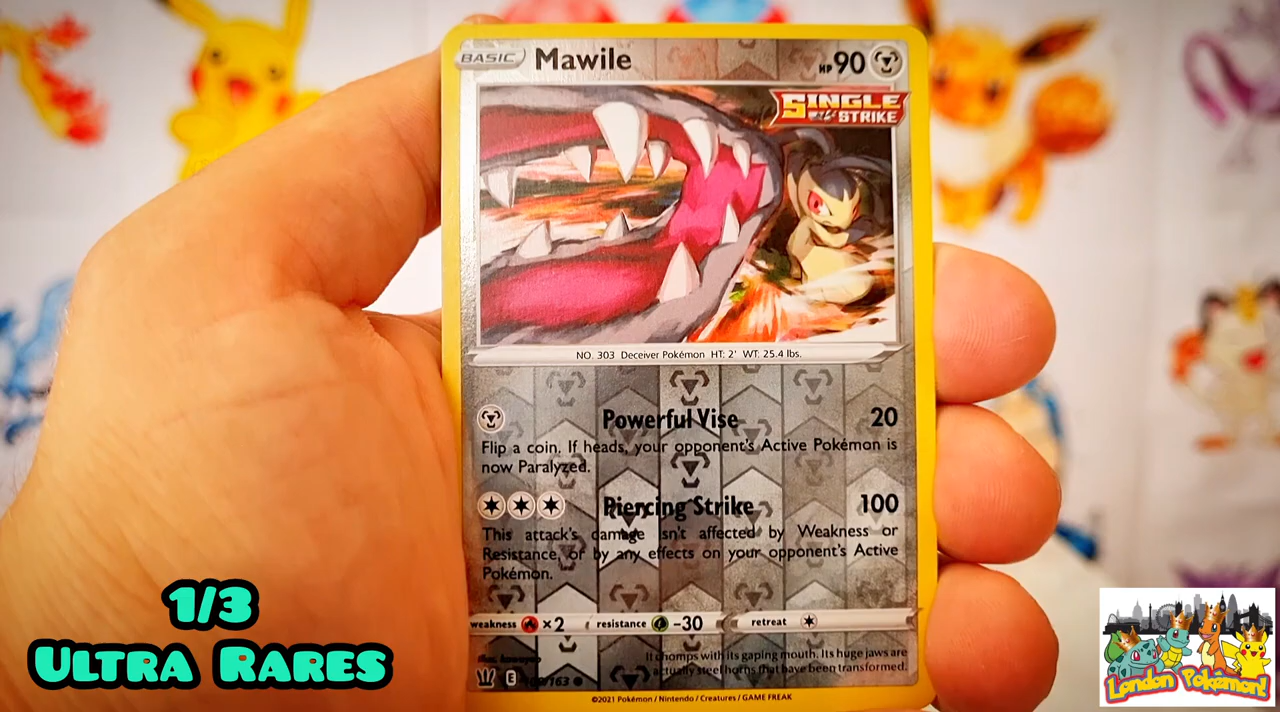 BASIC Mawile HP 90
SINGLE
STRIKE
NO. 303 Deceiver Pokémon HT: 2' WT: 25.4 lbs.
Powerful Vise 20
Flip a coin. If heads, your opponent's Active Pokémon is
now Paralyzed.
Piercing Strike 100
This attack's damage isn't affected by Weakness or
Resistance, or by any effects on your opponent's Active
Pokémon.
weakness ×2 resistance -30 retreat
It chomps with its gaping mouth. Its huge jaws are
actually steel horns that have been transformed.
E /163
©2021 Pokémon / Nintendo / Creatures / GAME FREAK
1/3
ULTRA RARES
London Pokémon!